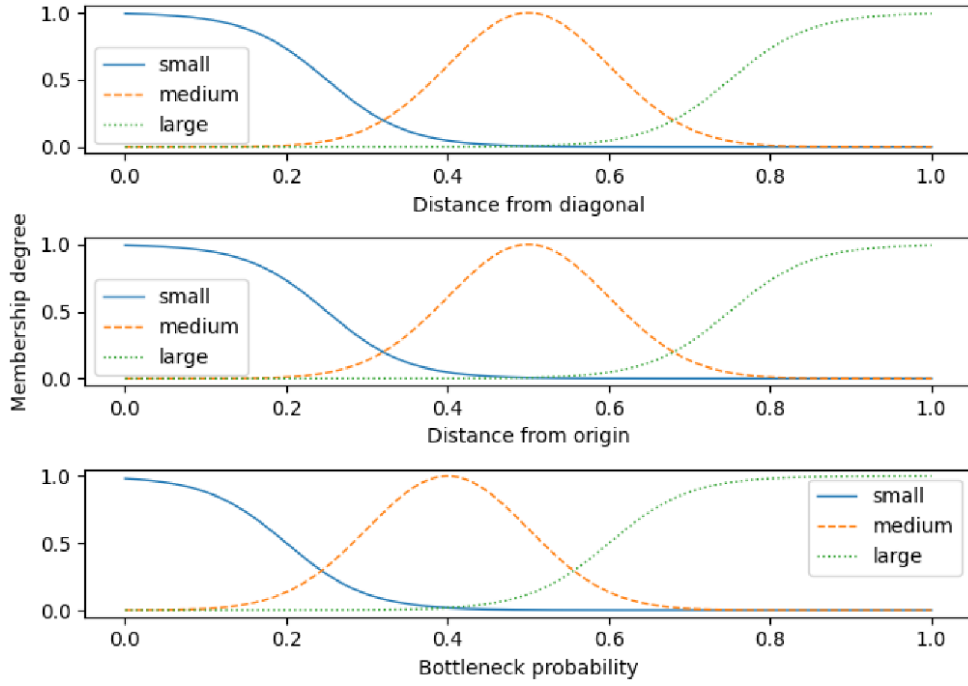 1.0
0.5
0.0
small
medium
large
0.0 0.2 0.4 0.6 0.8 1.0
Distance from diagonal
Membership degree
1.0
0.5
0.0
small
medium
large
0.0 0.2 0.4 0.6 0.8 1.0
Distance from origin
1.0
0.5
0.0
small
medium
large
0.0 0.2 0.4 0.6 0.8 1.0
Bottleneck probability